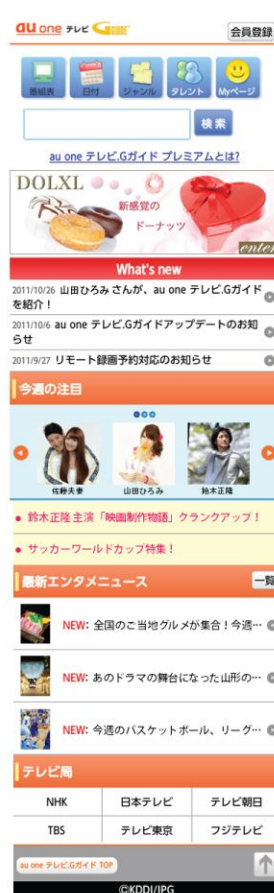 au one テレビ GGUIDE
会員登録
番組表 日付 ジャンル タレント Myページ
検索
au one テレビ.Gガイド プレミアムとは?
DOLXL
新感覚の
ドーナッツ
enter
What's new
2011/10/26 山田ひろみさんが、au one テレビ.Gガイド
を紹介!
2011/10/6 au one テレビ.Gガイドアップデートのお知
らせ
2011/9/27 リモート録画予約対応のお知らせ
今週の注目
佐藤夫妻 山田ひろみ 鈴木正隆
• 鈴木正隆主演「映画制作物語」クランクアップ!
• サッカーワールドカップ特集!
最新エンタメニュース
一覧
NEW: 全国のご当地グルメが集合!今週…
NEW: あのドラマの舞台になった山形の…
NEW: 今週のバスケットボール、リーグ…
テレビ局
NHK 日本テレビ テレビ朝日
TBS テレビ東京 フジテレビ
au one テレビ.Gガイド TOP
©KDDI/IPG